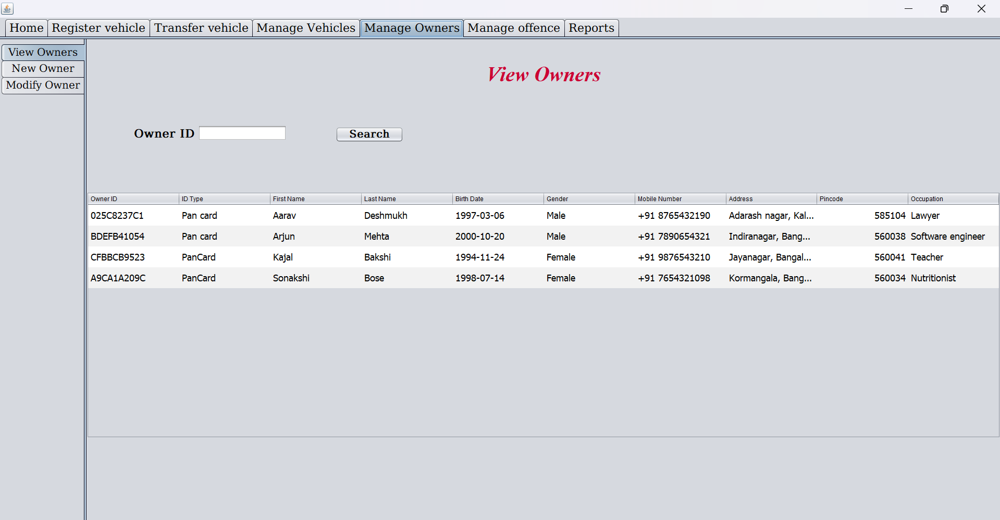 Home Register vehicle Transfer vehicle Manage Vehicles Manage Owners Manage offence Reports
View Owners
New Owner
Modify Owner
View Owners
Owner ID Search
Owner ID ID Type First Name Last Name Birth Date Gender Mobile Number Address Pincode Occupation
025C8237C1 Pan card Aarav Deshmukh 1997-03-06 Male +91 8765432190 Adarash nagar, Kal... 585104 Lawyer
BDEFB41054 Pan card Arjun Mehta 2000-10-20 Male +91 7890654321 Indiranagar, Bang... 560038 Software engineer
CFBBCB9523 PanCard Kajal Bakshi 1994-11-24 Female +91 9876543210 Jayanagar, Bangal... 560041 Teacher
A9CA1A209C PanCard Sonakshi Bose 1998-07-14 Female +91 7654321098 Kormangala, Bang... 560034 Nutritionist